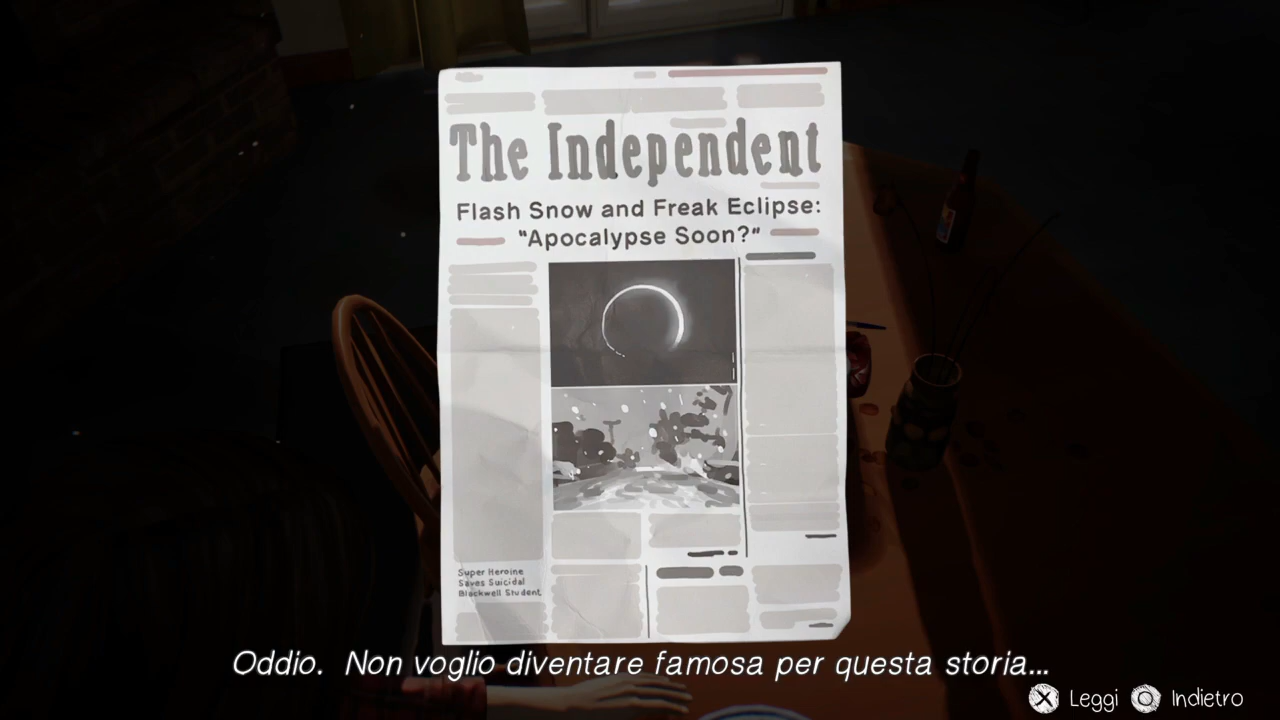 The Independent
Flash Snow and Freak Eclipse:
"Apocalypse Soon?"
Super Heroine
Saves Suicidal
Blackwell Student
Oddio. Non voglio diventare famosa per questa storia...
Leggi Indietro